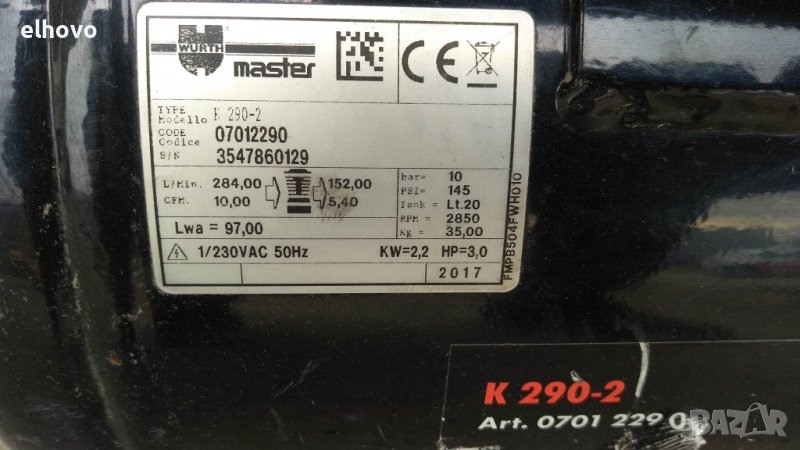 elhovo
WÜRTH
master
CE
TYPE
Modello K 290-2
CODE
Codice 07012290
S/N 3547860129
L/Min. 284,00 152,00
CFM. 10,00 5,40
bar= 10
PSI= 145
Tank = Lt.20
RPM = 2850
Kg = 35,00
Lwa = 97,00
1/230VAC 50Hz KW=2,2 HP=3,0
2017
FMPB504FWH010
K 290-2
Art. 0701 229 0
BAZAR